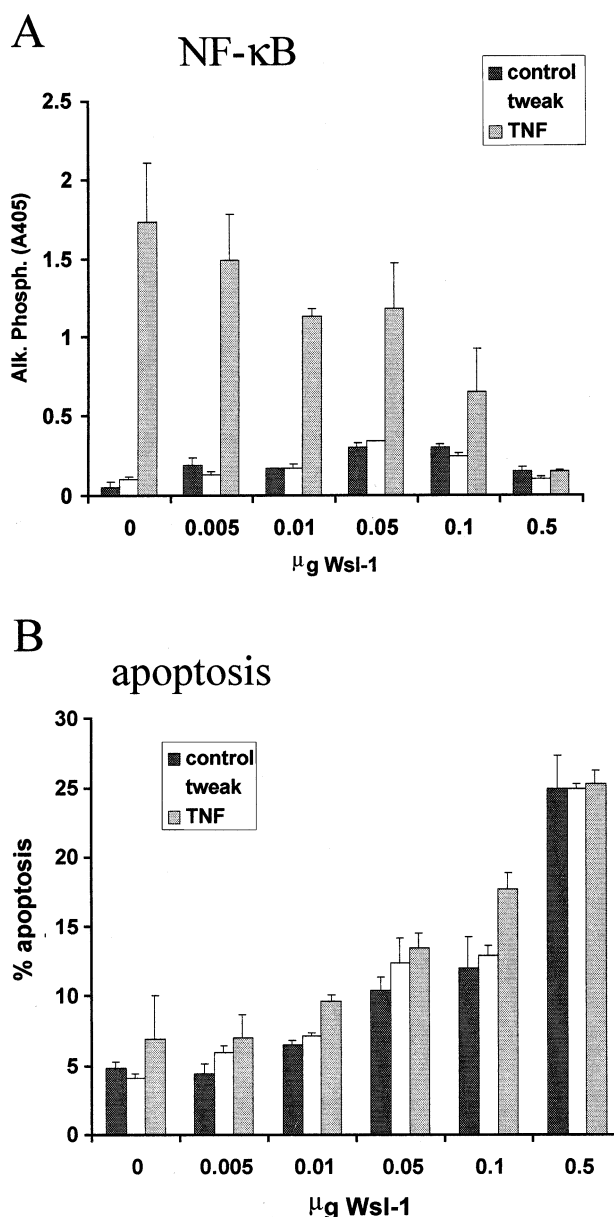 A
NF-κB
control
tweak
TNF
2.5
2
1.5
1
0.5
0
Alk. Phosph. (A405)
0 0.005 0.01 0.05 0.1 0.5
μg Wsl-1
B
apoptosis
control
tweak
TNF
30
25
20
15
10
5
0
% apoptosis
0 0.005 0.01 0.05 0.1 0.5
μg Wsl-1